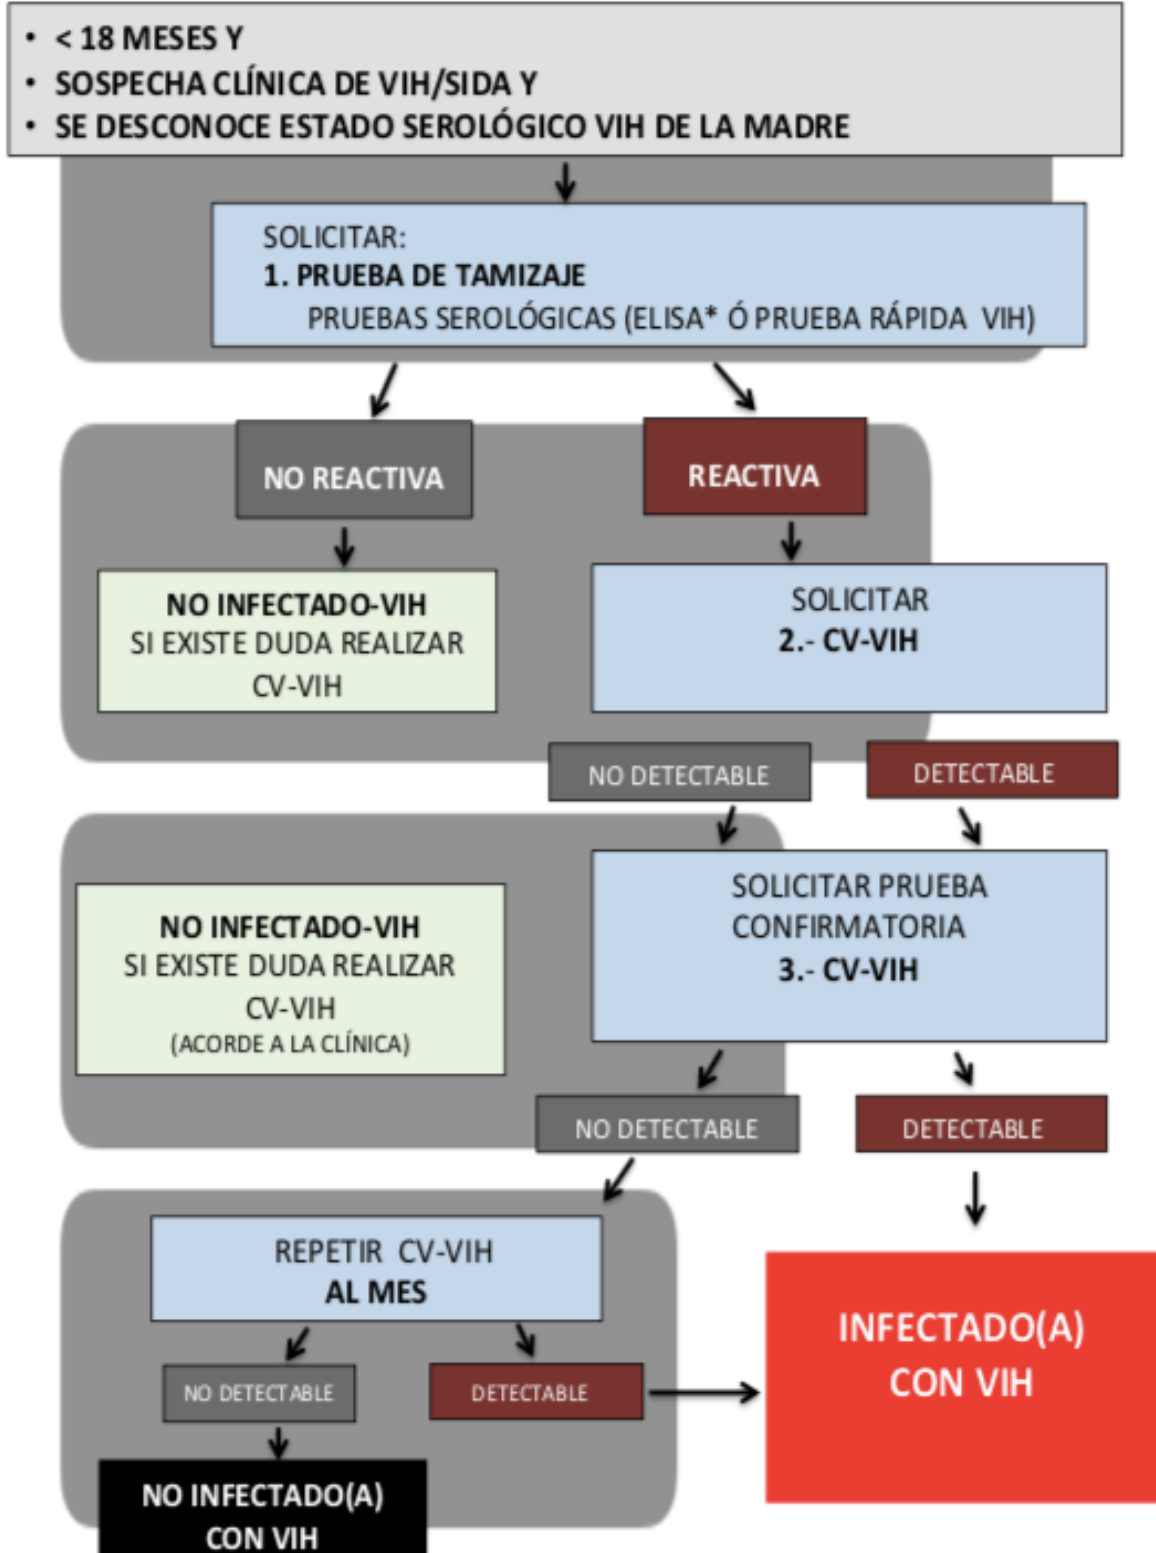 • < 18 MESES Y
• SOSPECHA CLÍNICA DE VIH/SIDA Y
• SE DESCONOCE ESTADO SEROLÓGICO VIH DE LA MADRE
SOLICITAR:
1. PRUEBA DE TAMIZAJE
PRUEBAS SEROLÓGICAS (ELISA* Ó PRUEBA RÁPIDA VIH)
NO REACTIVA
REACTIVA
NO INFECTADO-VIH
SI EXISTE DUDA REALIZAR
CV-VIH
SOLICITAR
2.- CV-VIH
NO DETECTABLE
DETECTABLE
NO INFECTADO-VIH
SI EXISTE DUDA REALIZAR
CV-VIH
(ACORDE A LA CLÍNICA)
SOLICITAR PRUEBA
CONFIRMATORIA
3.- CV-VIH
NO DETECTABLE
DETECTABLE
REPETIR CV-VIH
AL MES
NO DETECTABLE
DETECTABLE
INFECTADO(A)
CON VIH
NO INFECTADO(A)
CON VIH